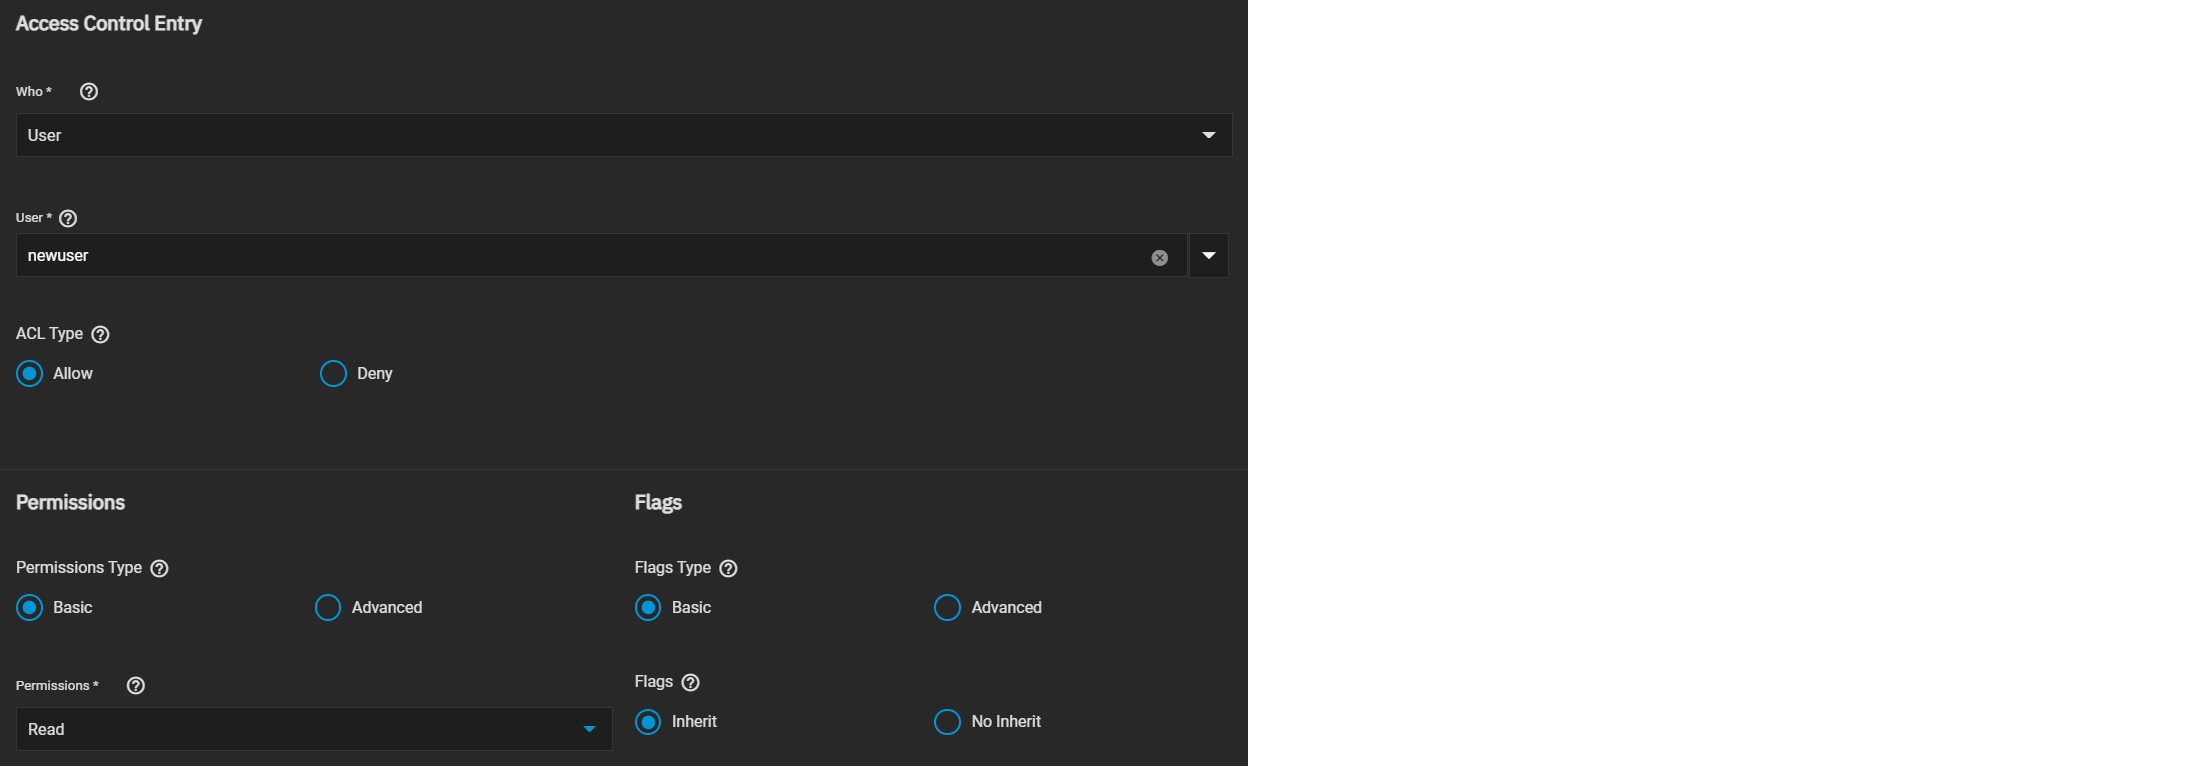 Access Control Entry
Who *
User
User *
newuser
ACL Type
Allow Deny
Permissions Flags
Permissions Type Flags Type
Basic Advanced Basic Advanced
Permissions * Flags
Read Inherit No Inherit